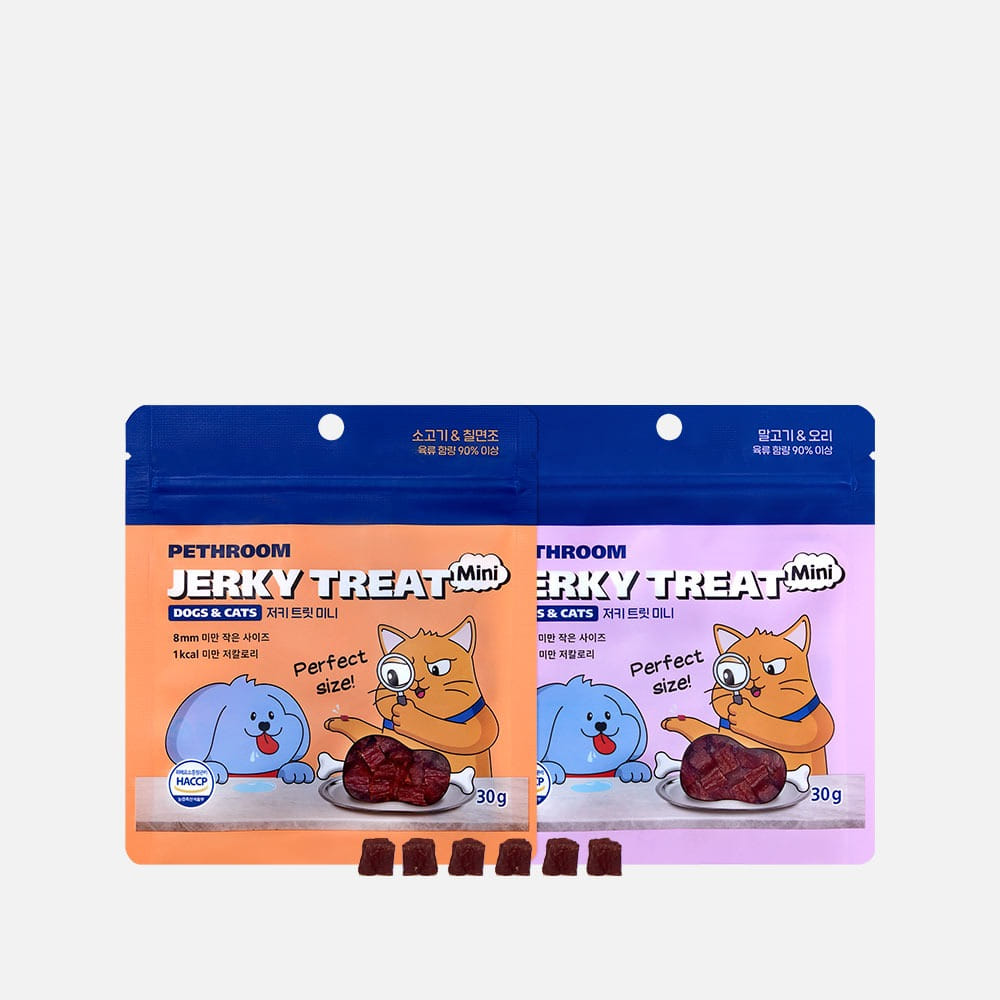 소고기 & 칠면조
육류 함량 90% 이상
PETHROOM
JERKY TREAT Mini
DOGS & CATS 저키 트릿 미니
8mm 미만 작은 사이즈
1kcal 미만 저칼로리
Perfect
size!
HACCP
30g
말고기 & 오리
육류 함량 90% 이상
THROOM
ERKY TREAT Mini
S & CATS 저키 트릿 미니
미만 작은 사이즈
미만 저칼로리
Perfect
size!
30g